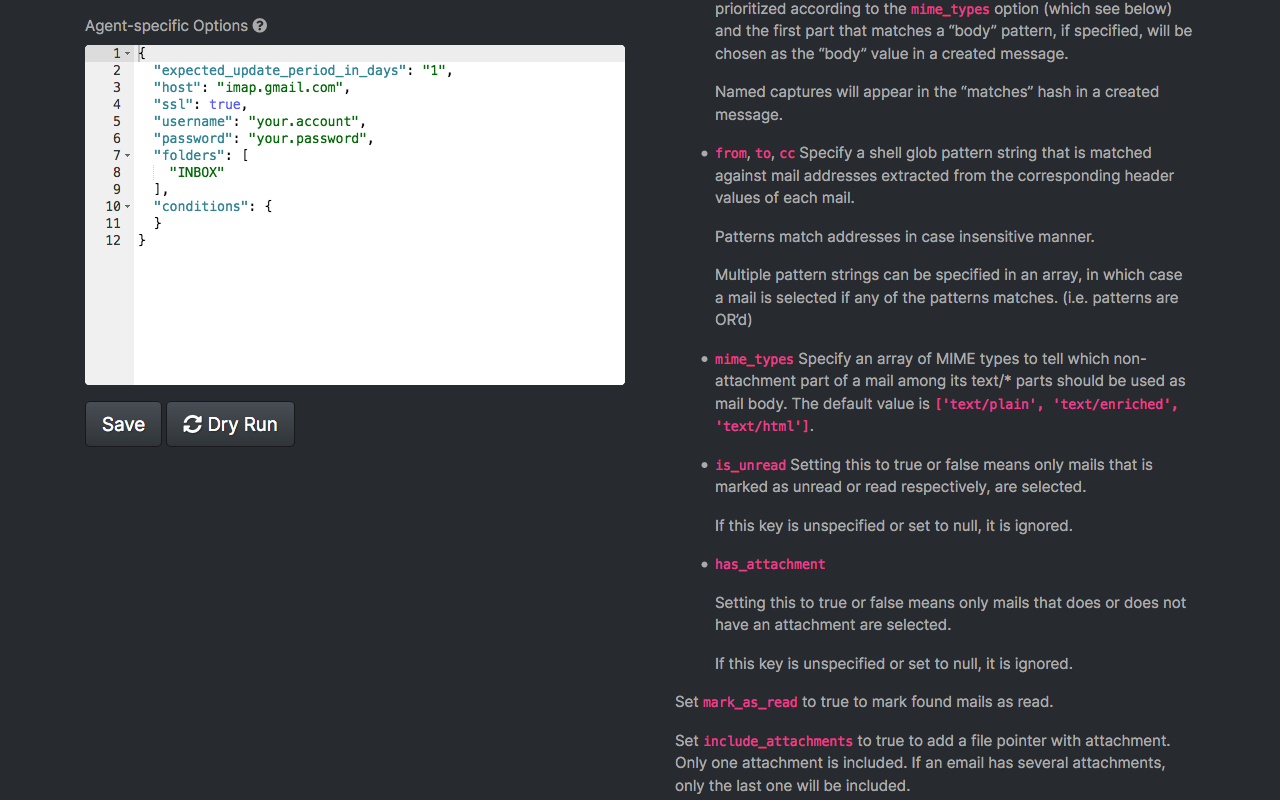 Agent-specific Options
1 {
2 "expected_update_period_in_days": "1",
3 "host": "imap.gmail.com",
4 "ssl": true,
5 "username": "your.account",
6 "password": "your.password",
7 "folders": [
8 "INBOX"
9 ],
10 "conditions": {
11 }
12 }
Save Dry Run
prioritized according to the mime_types option (which see below)
and the first part that matches a “body” pattern, if specified, will be
chosen as the “body” value in a created message.
Named captures will appear in the “matches” hash in a created
message.
• from, to, cc Specify a shell glob pattern string that is matched
against mail addresses extracted from the corresponding header
values of each mail.
Patterns match addresses in case insensitive manner.
Multiple pattern strings can be specified in an array, in which case
a mail is selected if any of the patterns matches. (i.e. patterns are
OR’d)
• mime_types Specify an array of MIME types to tell which non-
attachment part of a mail among its text/* parts should be used as
mail body. The default value is ['text/plain', 'text/enriched',
'text/html'].
• is_unread Setting this to true or false means only mails that is
marked as unread or read respectively, are selected.
If this key is unspecified or set to null, it is ignored.
• has_attachment
Setting this to true or false means only mails that does or does not
have an attachment are selected.
If this key is unspecified or set to null, it is ignored.
Set mark_as_read to true to mark found mails as read.
Set include_attachments to true to add a file pointer with attachment.
Only one attachment is included. If an email has several attachments,
only the last one will be included.